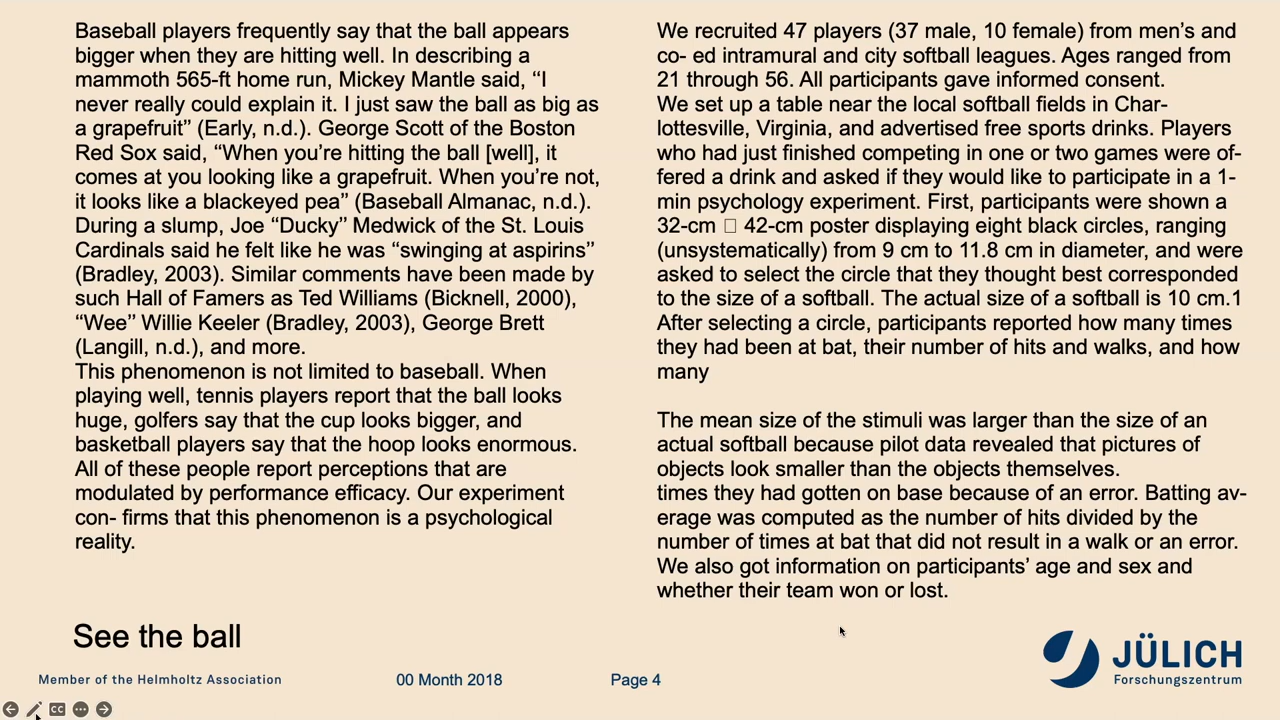 Baseball players frequently say that the ball appears
bigger when they are hitting well. In describing a
mammoth 565-ft home run, Mickey Mantle said, “I
never really could explain it. I just saw the ball as big as
a grapefruit” (Early, n.d.). George Scott of the Boston
Red Sox said, “When you’re hitting the ball [well], it
comes at you looking like a grapefruit. When you’re not,
it looks like a blackeyed pea” (Baseball Almanac, n.d.).
During a slump, Joe “Ducky” Medwick of the St. Louis
Cardinals said he felt like he was “swinging at aspirins”
(Bradley, 2003). Similar comments have been made by
such Hall of Famers as Ted Williams (Bicknell, 2000),
“Wee” Willie Keeler (Bradley, 2003), George Brett
(Langill, n.d.), and more.
This phenomenon is not limited to baseball. When
playing well, tennis players report that the ball looks
huge, golfers say that the cup looks bigger, and
basketball players say that the hoop looks enormous.
All of these people report perceptions that are
modulated by performance efficacy. Our experiment
con- firms that this phenomenon is a psychological
reality.
We recruited 47 players (37 male, 10 female) from men’s and
co- ed intramural and city softball leagues. Ages ranged from
21 through 56. All participants gave informed consent.
We set up a table near the local softball fields in Char-
lottesville, Virginia, and advertised free sports drinks. Players
who had just finished competing in one or two games were of-
fered a drink and asked if they would like to participate in a 1-
min psychology experiment. First, participants were shown a
32-cm □ 42-cm poster displaying eight black circles, ranging
(unsystematically) from 9 cm to 11.8 cm in diameter, and were
asked to select the circle that they thought best corresponded
to the size of a softball. The actual size of a softball is 10 cm.1
After selecting a circle, participants reported how many times
they had been at bat, their number of hits and walks, and how
many
The mean size of the stimuli was larger than the size of an
actual softball because pilot data revealed that pictures of
objects look smaller than the objects themselves.
times they had gotten on base because of an error. Batting av-
erage was computed as the number of hits divided by the
number of times at bat that did not result in a walk or an error.
We also got information on participants’ age and sex and
whether their team won or lost.
See the ball
Member of the Helmholtz Association
00 Month 2018
Page 4
JÜLICH
Forschungszentrum
CC